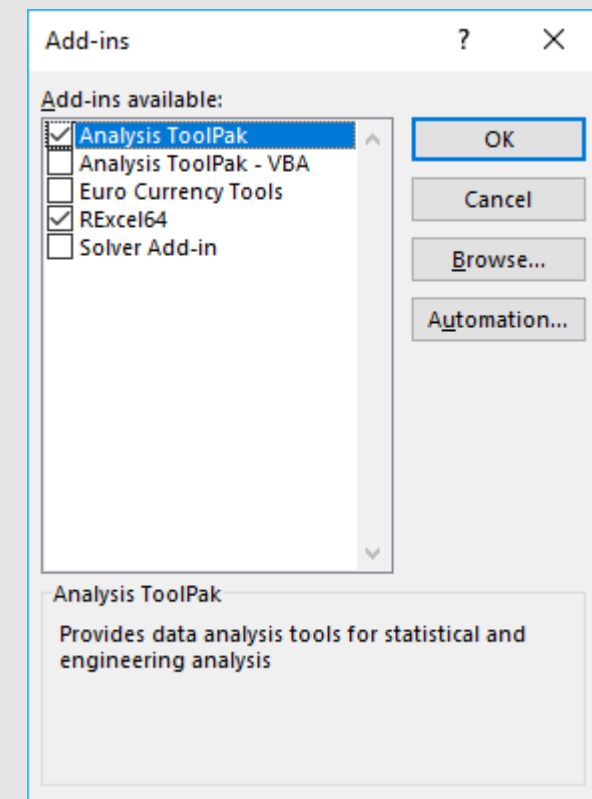 Add-ins ?
Add-ins available:
Analysis ToolPak
Analysis ToolPak - VBA
Euro Currency Tools
RExcel64
Solver Add-in
OK
Cancel
Browse...
Automation...
Analysis ToolPak
Provides data analysis tools for statistical and
engineering analysis